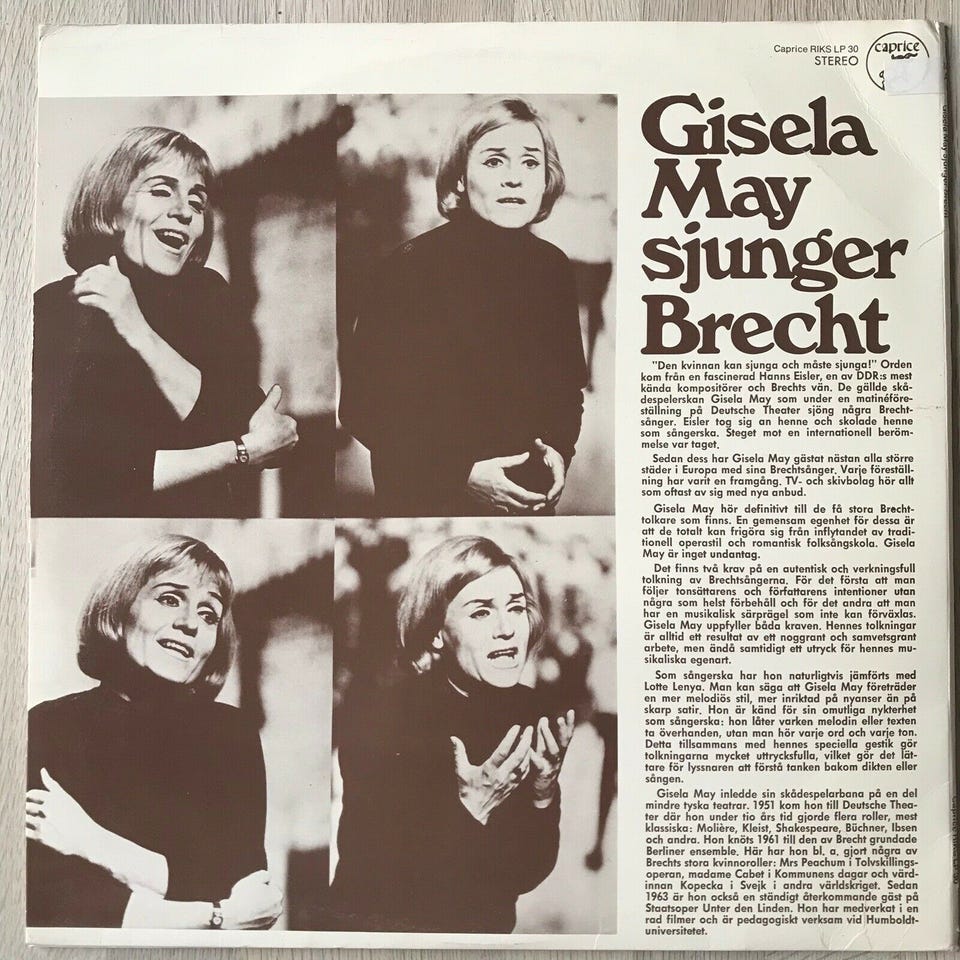 Caprice RIKS LP 30
STEREO
caprice
Gisela
May
sjunger
Brecht
"Den kvinnan kan sjunga och måste sjunga!" Orden
kom från en fascinerad Hanns Eisler, en av DDR:s mest
kända kompositörer och Brechts vän. De gällde skå-
despelerskan Gisela May som under en matinéföre-
ställning på Deutsche Theater sjöng några Brecht-
sånger. Eisler tog sig an henne och skolade henne
som sångerska. Steget mot en internationell beröm-
melse var taget.
Sedan dess har Gisela May gästat nästan alla större
städer i Europa med sina Brechtsånger. Varje föreställ-
ning har varit en framgång. TV- och skivbolag hör allt
som oftast av sig med nya anbud.
Gisela May hör definitivt till de få stora Brecht-
tolkare som finns. En gemensam egenhet för dessa är
att de totalt kan frigöra sig från inflytandet av tradi-
tionell operastil och romantisk folksångskola. Gisela
May är inget undantag.
Det finns två krav på en autentisk och verkningsfull
tolkning av Brechtsångerna. För det första att man
följer tonsättarens och författarens intentioner utan
några som helst förbehåll och för det andra att man
har en musikalisk särprägel som inte kan förväxlas.
Gisela May uppfyller båda kraven. Hennes tolkningar
är alltid ett resultat av ett noggrant och samvetsgrant
arbete, men ändå samtidigt ett utryck för hennes mu-
sikaliska egenart.
Som sångerska har hon naturligtvis jämförts med
Lotte Lenya. Man kan säga att Gisela May företräder
en mer melodiös stil, mer inriktad på nyanser än på
skarp satir. Hon är känd för sin omutliga nykterhet
som sångerska: hon låter varken melodin eller texten
ta överhanden, utan man hör varje ord och varje ton.
Detta tillsammans med hennes speciella gestik gör
tolkningarna mycket uttrycksfulla, vilket gör det lät-
tare för lyssnaren att förstå tanken bakom dikten eller
sången.
Gisela May inledde sin skådespelarbana på en del
mindre tyska teatrar. 1951 kom hon till Deutsche Thea-
ter där hon under tio års tid gjorde flera roller, mest
klassiska: Molière, Kleist, Shakespeare, Büchner, Ibsen
och andra. Hon knöts 1961 till den av Brecht grundade
Berliner ensemble. Här har hon bl. a. gjort några av
Brechts stora kvinnoroller: Mrs Peachum i Tolvskillings-
operan, madame Cabet i Kommunens dagar och värd-
innan Kopecka i Svejk i andra världskriget. Sedan
1963 är hon också en ständigt återkommande gäst på
Staatsoper Unter den Linden. Hon har medverkat i en
rad filmer och är pedagogiskt verksam vid Humboldt-
universitetet.
Gisela May sjunger Brecht